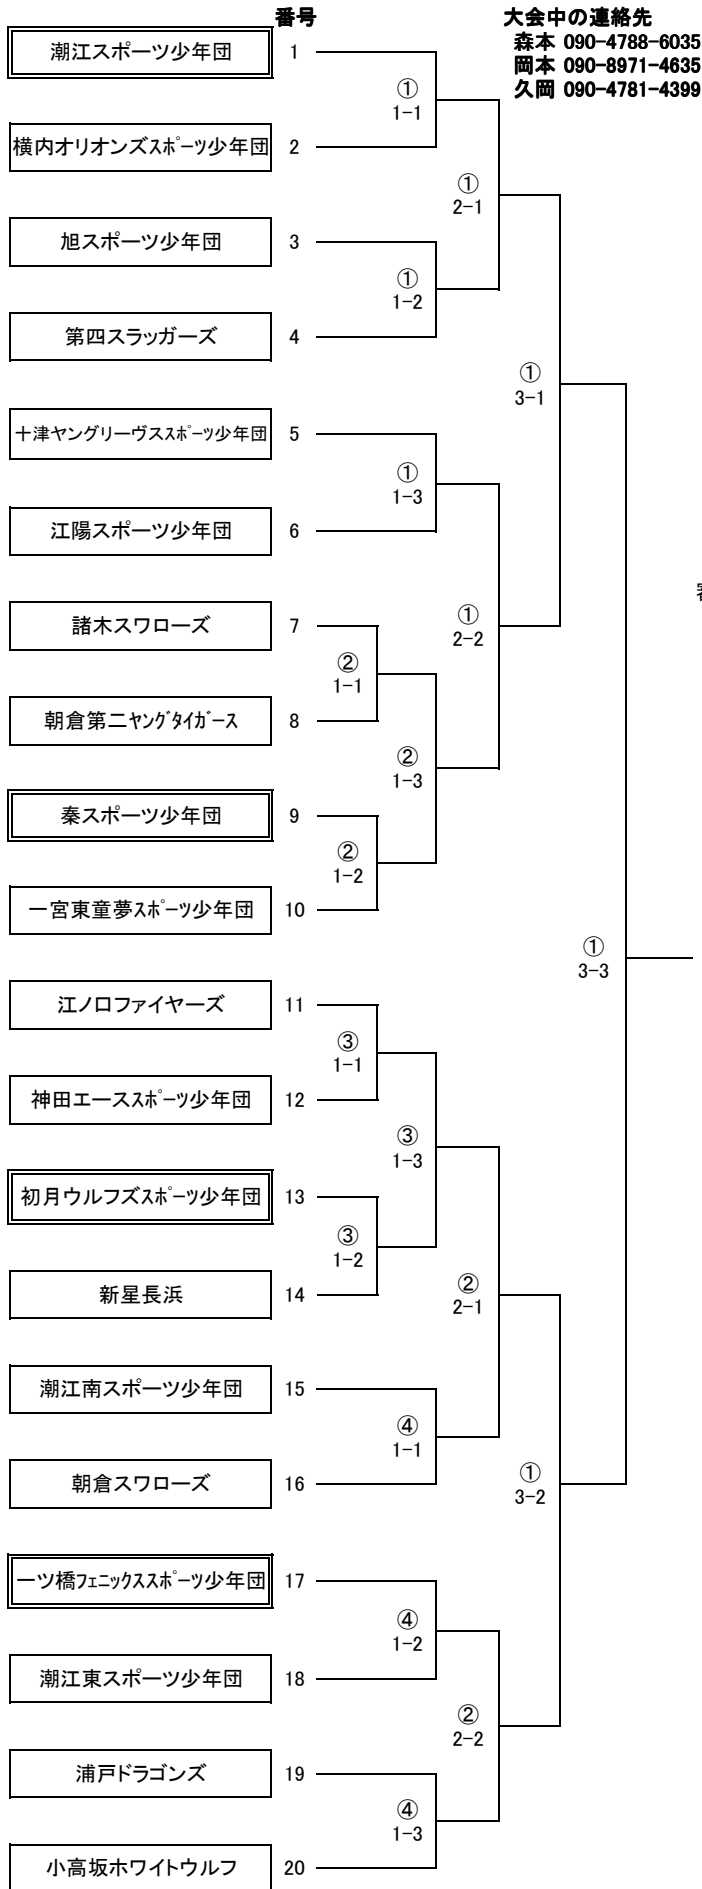 番号
大会中の連絡先
森本 090-4788-6035
岡本 090-8971-4635
久岡 090-4781-4399
潮江スポーツ少年団 1
①
1-1
横内オリオンズスポーツ少年団 2
①
2-1
旭スポーツ少年団 3
①
1-2
第四スラッガーズ 4
①
3-1
十津ヤングリーヴススポーツ少年団 5
①
1-3
江陽スポーツ少年団 6
諸木スワローズ 7
①
2-2
②
1-1
朝倉第二ヤングタイガース 8
②
1-3
秦スポーツ少年団 9
②
1-2
一宮東童夢スポーツ少年団 10
①
3-3
江ノ口ファイヤーズ 11
③
1-1
神田エーススポーツ少年団 12
③
1-3
初月ウルフズスポーツ少年団 13
③
1-2
新星長浜 14
②
2-1
潮江南スポーツ少年団 15
④
1-1
朝倉スワローズ 16
①
3-2
一ツ橋フェニックススポーツ少年団 17
④
1-2
潮江東スポーツ少年団 18
②
2-2
浦戸ドラゴンズ 19
④
1-3
小高坂ホワイトウルフ 20